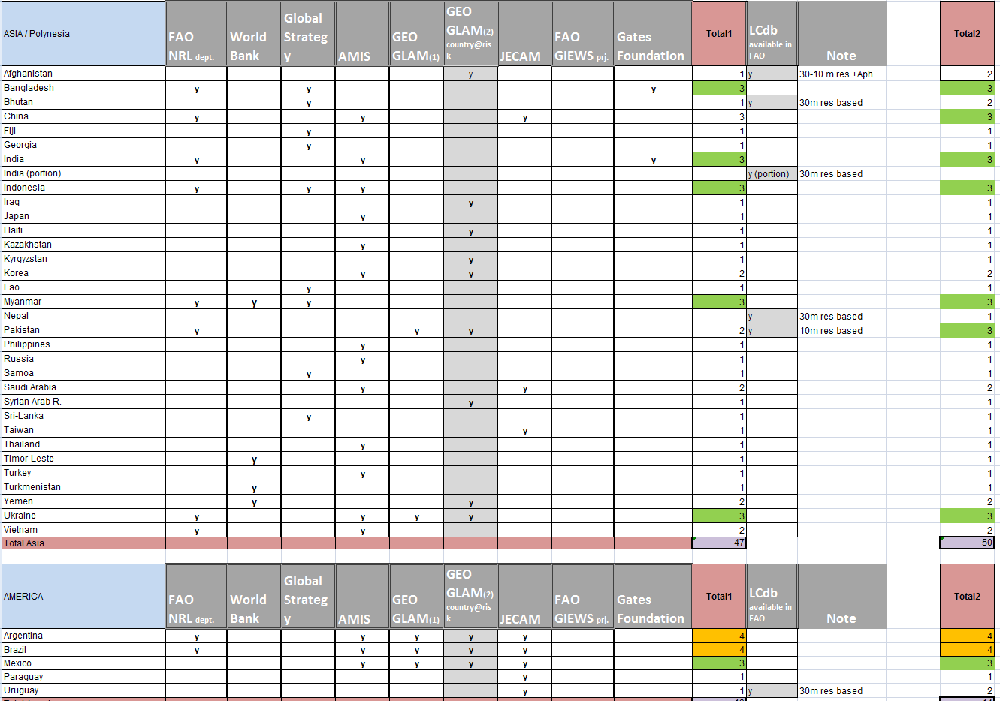 ASIA / Polynesia
FAO
NRL dept.
World
Bank
Global
Strateg
y
AMIS
GEO
GLAM(1)
GEO
GLAM(2)
country@ris
k
JECAM
FAO
GIEWS prj.
Gates
Foundation
Total1
LCdb
available in
FAO
Note
Total2
Afghanistan y 1 y 30-10 m res +Aph 2
Bangladesh y y y 3 3
Bhutan y 1 y 30m res based 2
China y y y 3 3
Fiji y 1 1
Georgia y 1 1
India y y y 3 3
India (portion) y (portion) 30m res based
Indonesia y y y 3 3
Iraq y 1 1
Japan y 1 1
Haiti y 1 1
Kazakhstan y 1 1
Kyrgyzstan y 1 1
Korea y y 2 2
Lao y 1 1
Myanmar y y y 3 3
Nepal y 30m res based 1
Pakistan y y y 2 y 10m res based 3
Philippines y 1 1
Russia y 1 1
Samoa y 1 1
Saudi Arabia y y 2 2
Syrian Arab R. y 1 1
Sri-Lanka y 1 1
Taiwan y 1 1
Thailand y 1 1
Timor-Leste y 1 1
Turkey y 1 1
Turkmenistan y 1 1
Yemen y y 2 2
Ukraine y y y y 3 3
Vietnam y y 2 2
Total Asia 47 50
AMERICA
FAO
NRL dept.
World
Bank
Global
Strateg
y
AMIS
GEO
GLAM(1)
GEO
GLAM(2)
country@ris
k
JECAM
FAO
GIEWS prj.
Gates
Foundation
Total1
LCdb
available in
FAO
Note
Total2
Argentina y y y y y 4 4
Brazil y y y y y 4 4
Mexico y y y y 3 3
Paraguay y 1 1
Uruguay y 1 y 30m res based 2